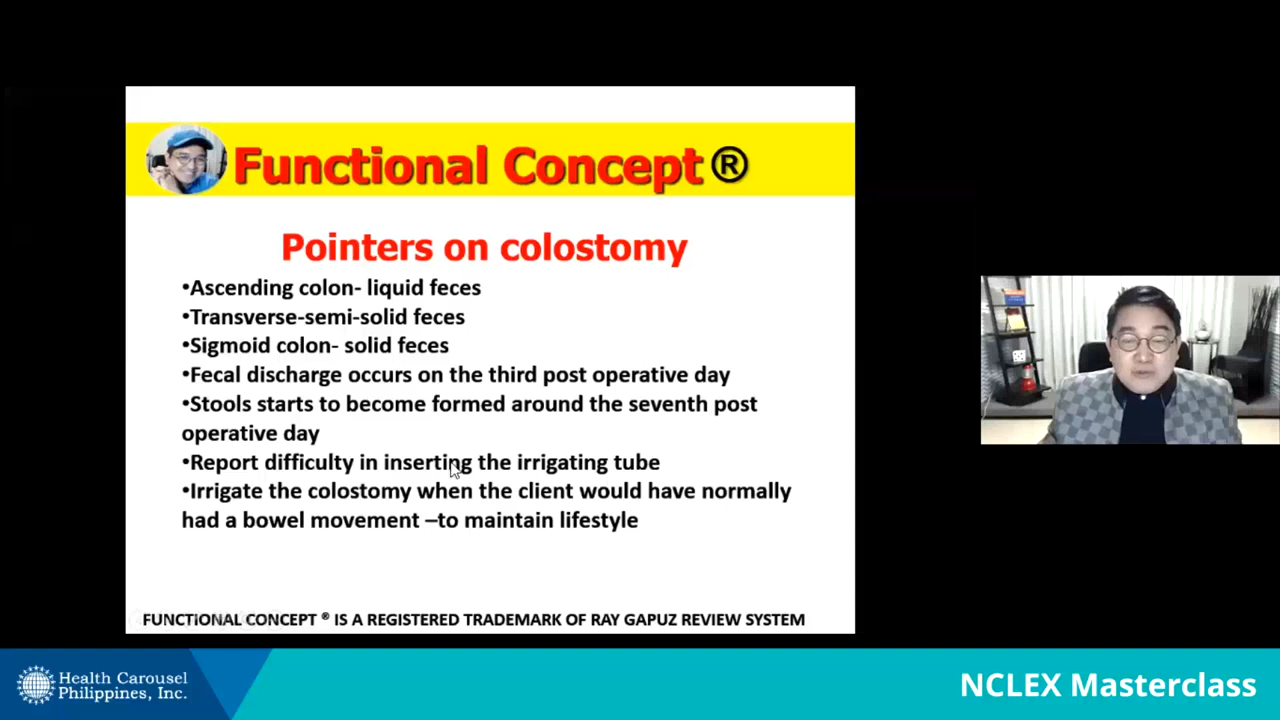 Functional Concept®
Pointers on colostomy
•Ascending colon- liquid feces
•Transverse-semi-solid feces
•Sigmoid colon- solid feces
•Fecal discharge occurs on the third post operative day
•Stools starts to become formed around the seventh post
operative day
•Report difficulty in inserting the irrigating tube
•Irrigate the colostomy when the client would have normally
had a bowel movement –to maintain lifestyle
FUNCTIONAL CONCEPT ® IS A REGISTERED TRADEMARK OF RAY GAPUZ REVIEW SYSTEM
Health Carousel
Philippines, Inc.
NCLEX Masterclass